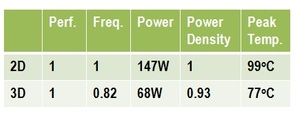 Perf. Freq. Power Power Density Peak Temp.
2D 1 1 147W 1 99°C
3D 1 0.82 68W 0.93 77°C